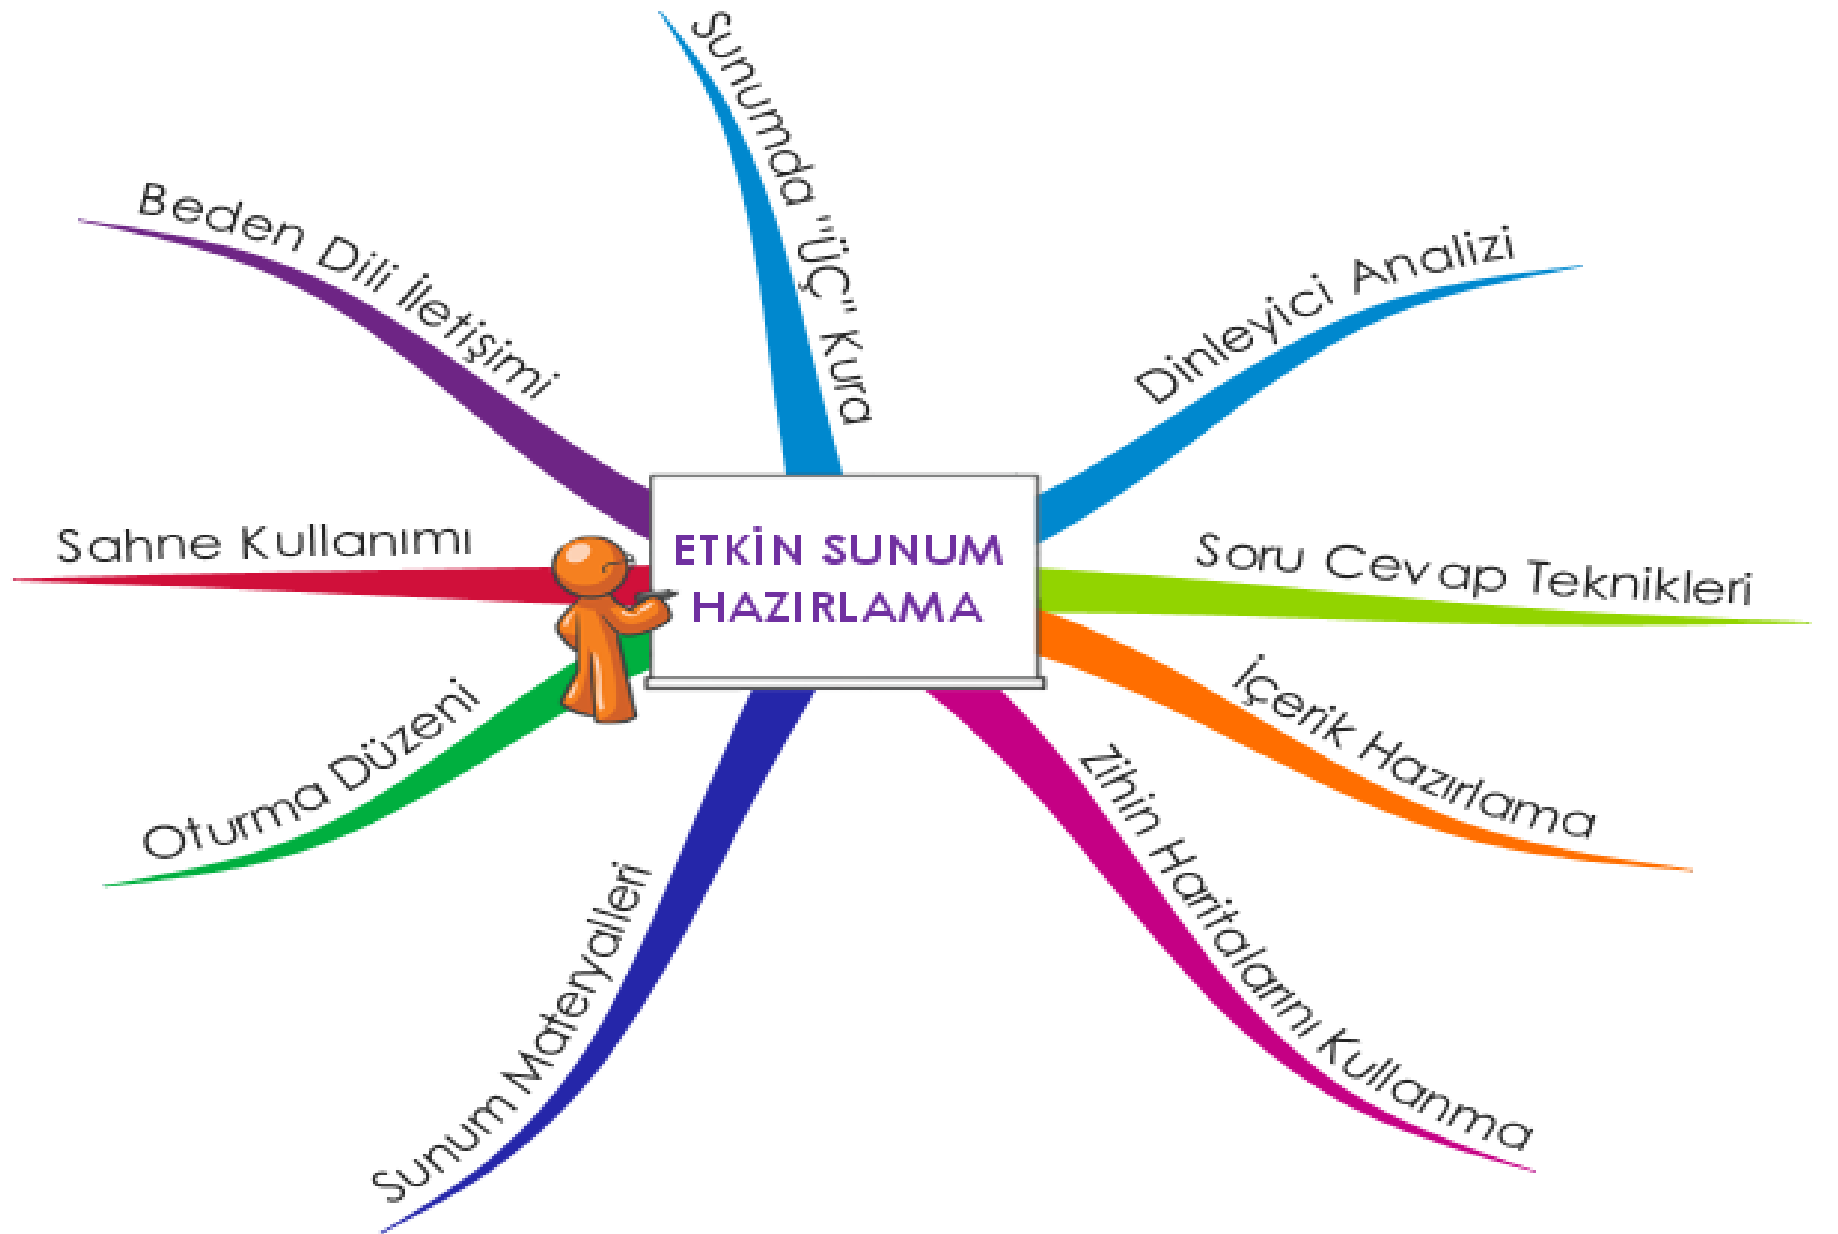 Sunumda "ÜÇ" Kura
Dinleyici Analizi
Soru Cevap Teknikleri
İçerik Hazırlama
Zihin Haritalarını Kullanma
Sunum Materyalleri
Oturma Düzeni
Sahne Kullanımı
Beden Dili İletişimi
ETKİN SUNUM
HAZIRLAMA